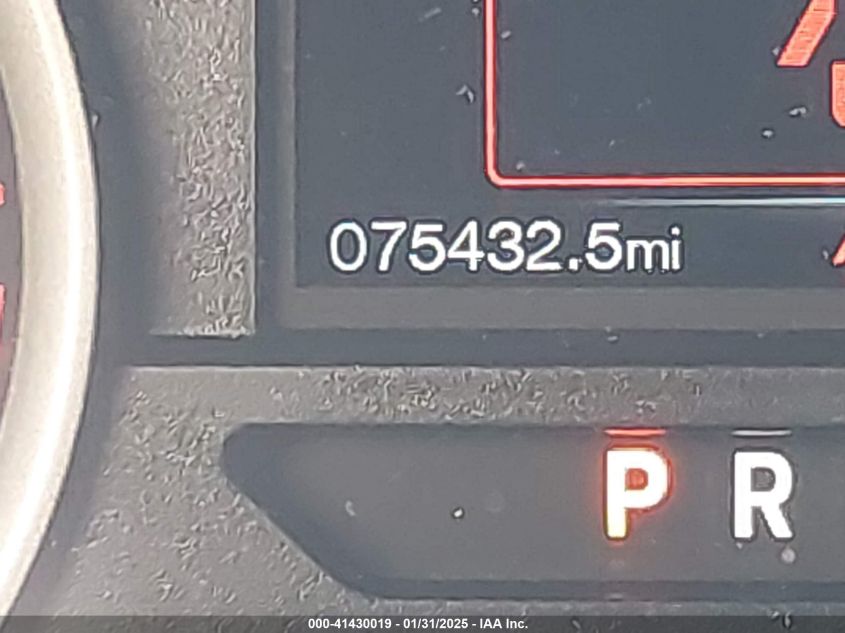 075432.5mi
P R
000-41430019 - 01/31/2025 - IAA Inc.